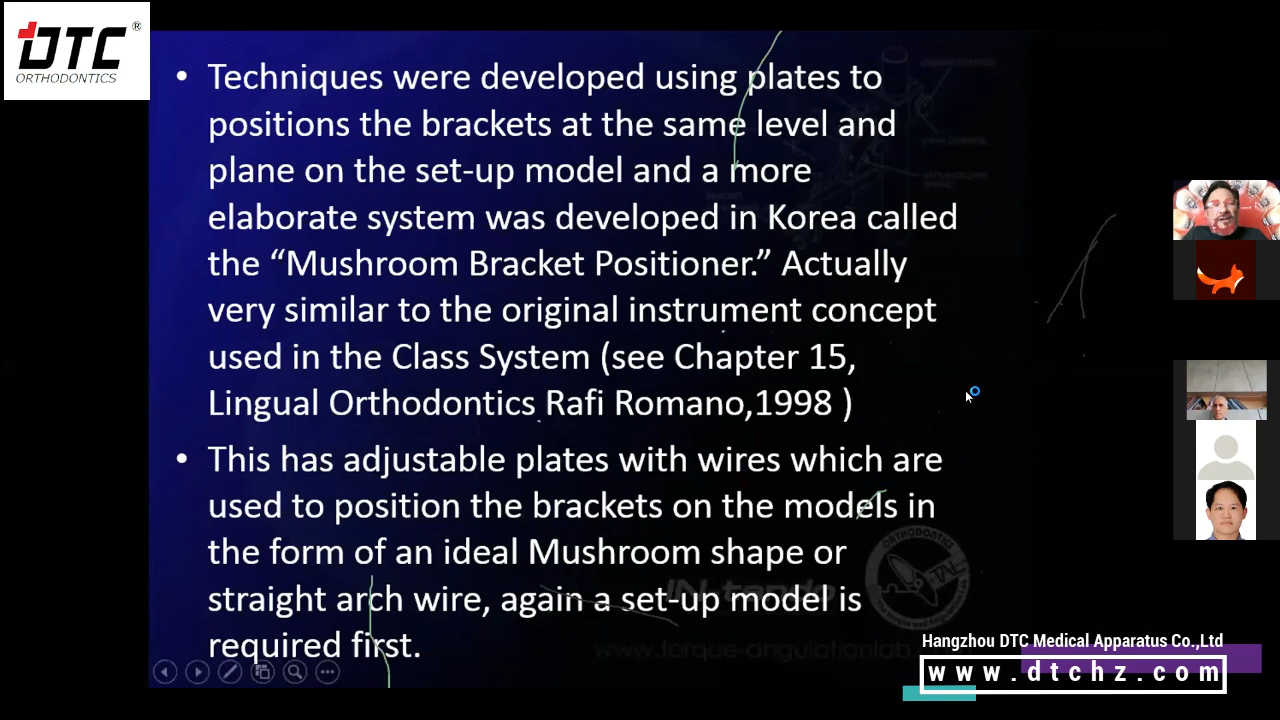 DTC ®
ORTHODONTICS
• Techniques were developed using plates to
positions the brackets at the same level and
plane on the set-up model and a more
elaborate system was developed in Korea called
the “Mushroom Bracket Positioner.” Actually
very similar to the original instrument concept
used in the Class System (see Chapter 15,
Lingual Orthodontics Rafi Romano,1998 )
• This has adjustable plates with wires which are
used to position the brackets on the models in
the form of an ideal Mushroom shape or
straight arch wire, again a set-up model is
required first.
ORTHODONTICS
Hangzhou DTC Medical Apparatus Co.,Ltd
www.dtchz.com